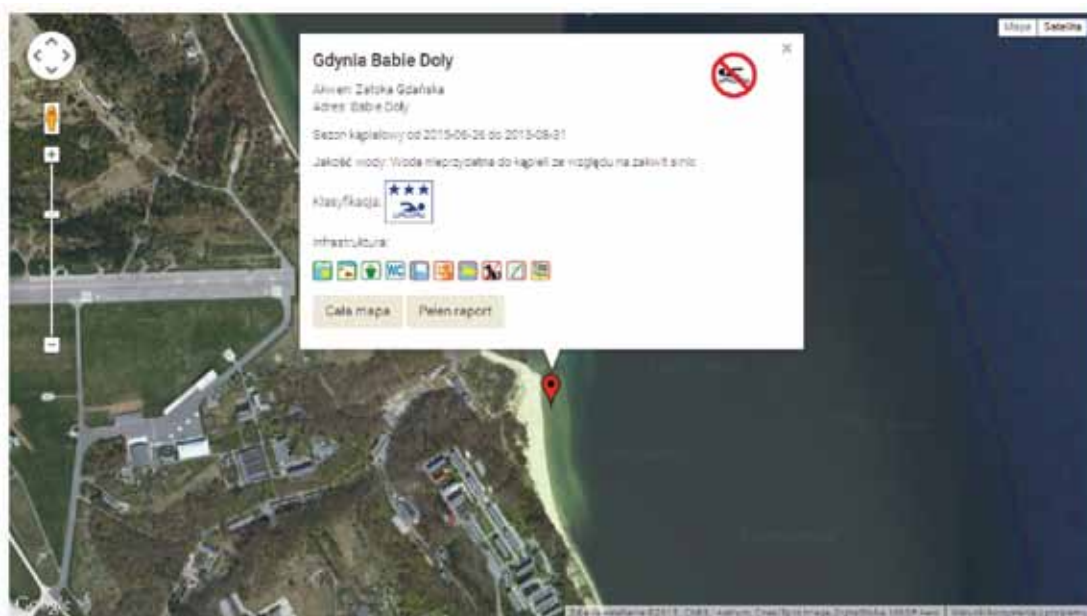 Mapa Satelita
Gdynia Babie Doły
Akwen: Zatoka Gdańska
Adres: Babie Doły
Sezon kąpielowy od 2015-06-26 do 2015-08-31
Jakość wody: Woda nieprzydatna do kąpieli ze względu na zakwit sinic
Klasyfikacja:
Infrastruktura:
WC
Cała mapa Pełen raport
Google